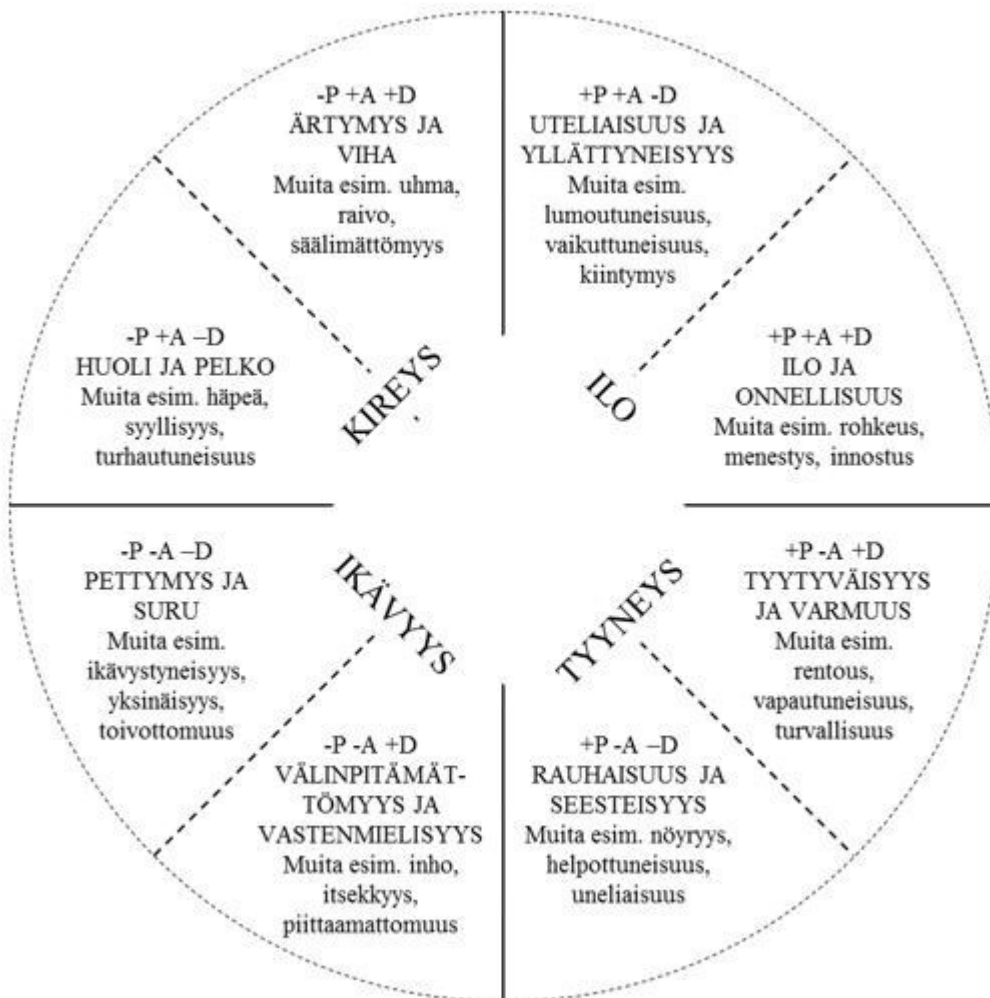 -P +A +D
ÄRTYMYS JA
VIHA
Muita esim. uhma,
raivo,
säälimättömyys
+P +A -D
UTELIAISUUS JA
YLLÄTTYNEISYYS
Muita esim.
lumoutuneisuus,
vaikuttuneisuus,
kiintymys
-P +A –D
HUOLI JA PELKO
Muita esim. häpeä,
syyllisyys,
turhautuneisuus
KIREYS
ILO
+P +A +D
ILO JA
ONNELLISUUS
Muita esim. rohkeus,
menestys, innostus
-P -A –D
PETTYMYS JA
SURU
Muita esim.
ikävystyneisyys,
yksinäisyys,
toivottomuus
IKÄVYYS
TYYNEYS
+P -A +D
TYYTYVÄISYYS
JA VARMUUS
Muita esim.
rentous,
vapautuneisuus,
turvallisuus
-P -A +D
VÄLINPITÄMÄT-
TÖMYYS JA
VASTENMIELISYYS
Muita esim. inho,
itsekkyys,
piittaamattomuus
+P -A –D
RAUHAISUUS JA
SEESTEISYYS
Muita esim. nöyryys,
helpottuneisuus,
uneliaisuus